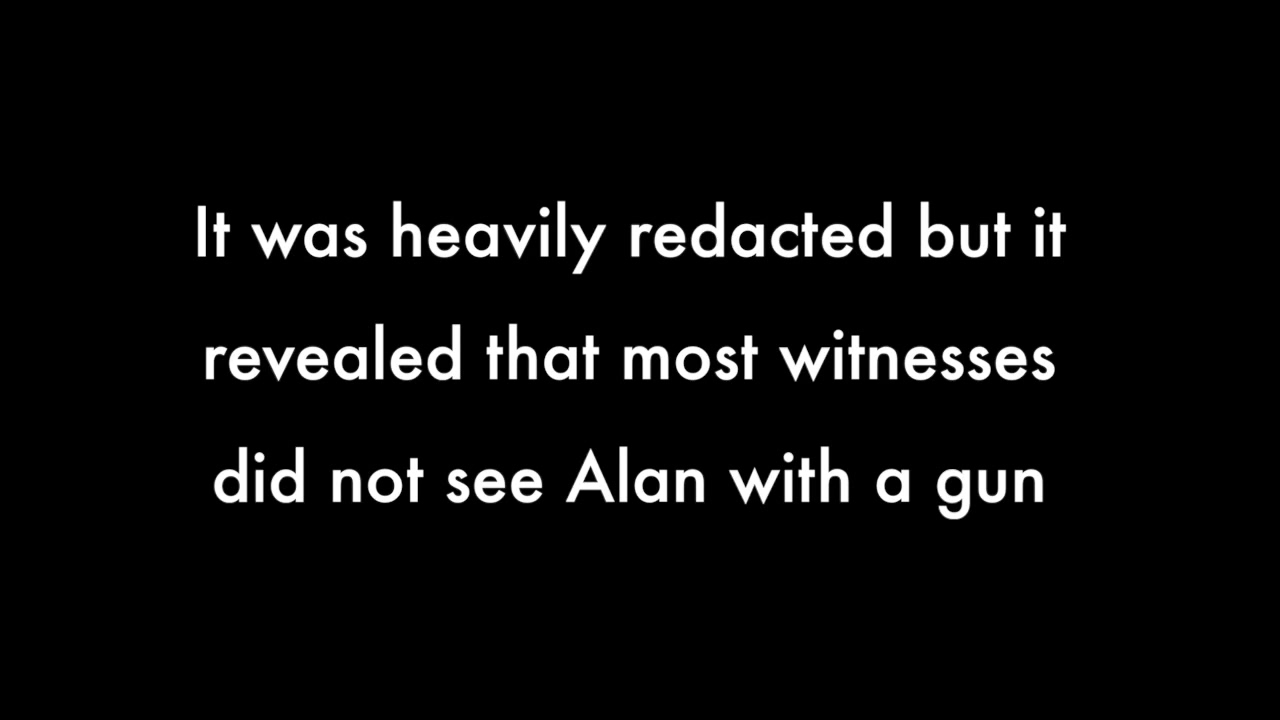 It was heavily redacted but it
revealed that most witnesses
did not see Alan with a gun